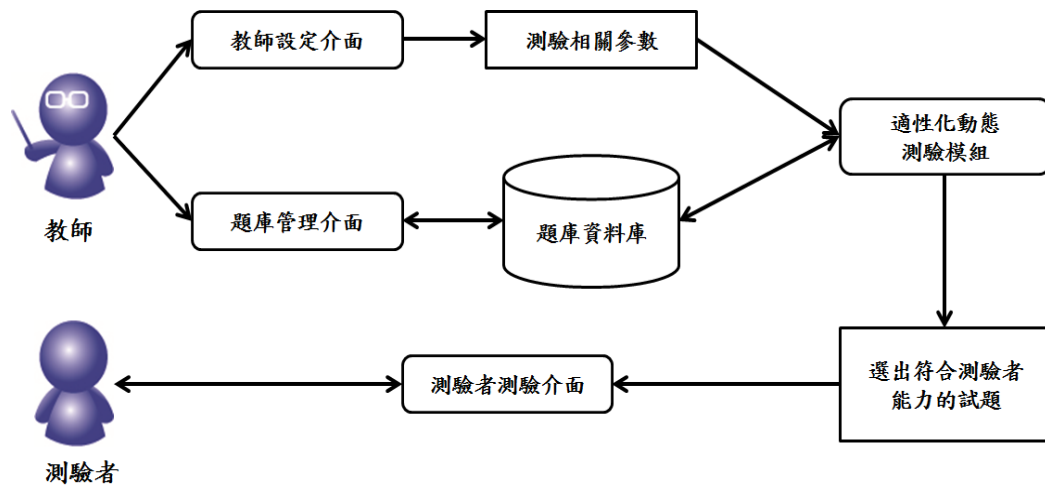 教師設定介面
測驗相關參數
適性化動態
測驗模組
教師
題庫管理介面
題庫資料庫
測驗者
測驗者測驗介面
選出符合測驗者
能力的試題